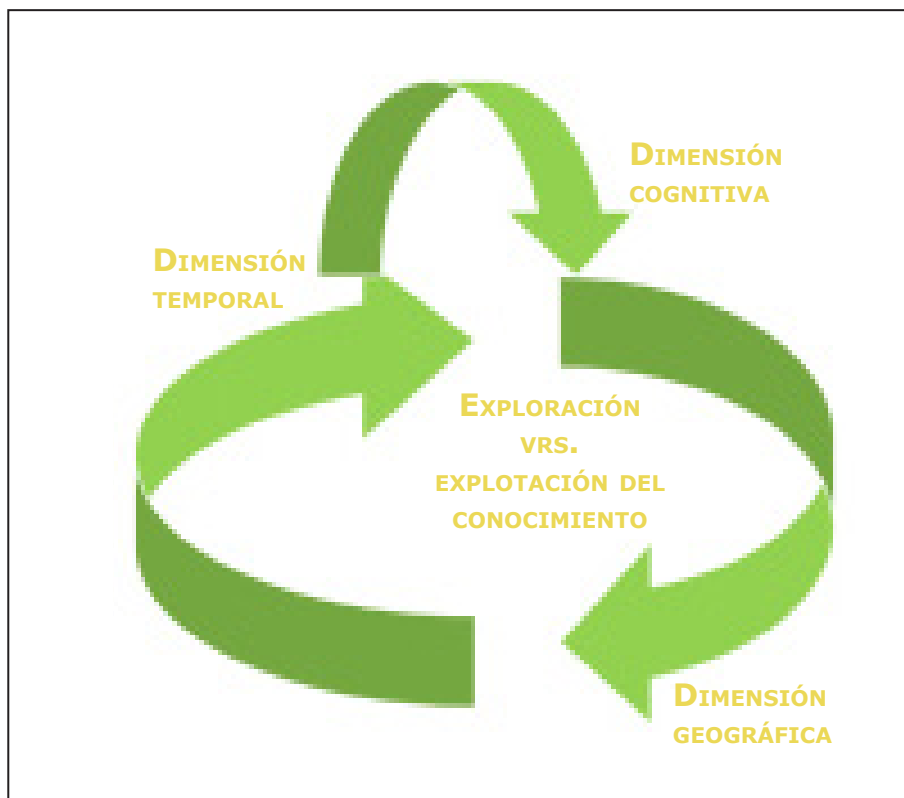 Dimensión
cognitiva
Dimensión
temporal
Exploración
vrs.
explotación del
conocimiento
Dimensión
geográfica